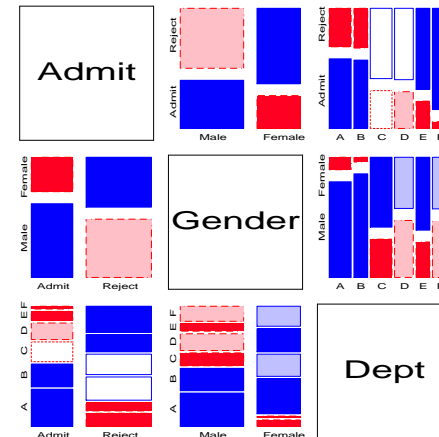 Admit
Reject
Admit
Male
Female
Reject
Admit
A B C D E
Female
Male
Admit
Reject
Gender
Female
Male
A B C D E
F
E
D
C
B
A
Admit
Reject
F
E
D
C
B
A
Male
Female
Dept